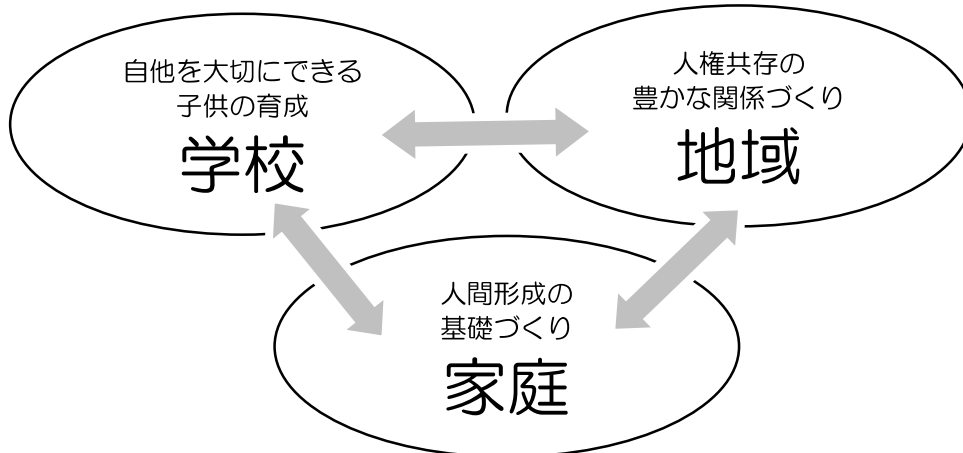 自他を大切にできる
子供の育成
学校
人権共存の
豊かな関係づくり
地域
人間形成の
基礎づくり
家庭